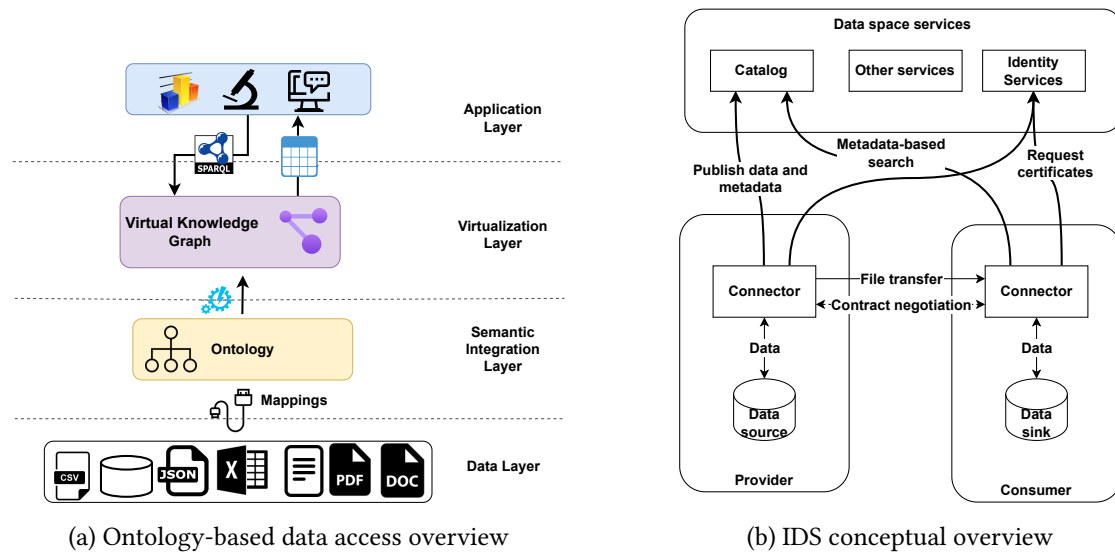 SPARQL
Application
Layer
Virtual Knowledge
Graph
Virtualization
Layer
Ontology
Semantic
Integration
Layer
Mappings
CSV
JSON
X
PDF
DOC
Data Layer
(a) Ontology-based data access overview
Data space services
Catalog
Other services
Identity
Services
Metadata-based
search
Publish data and
metadata
Request
certificates
Connector
File transfer
Contract negotiation
Connector
Data
Data
Data
source
Data
sink
Provider
Consumer
(b) IDS conceptual overview